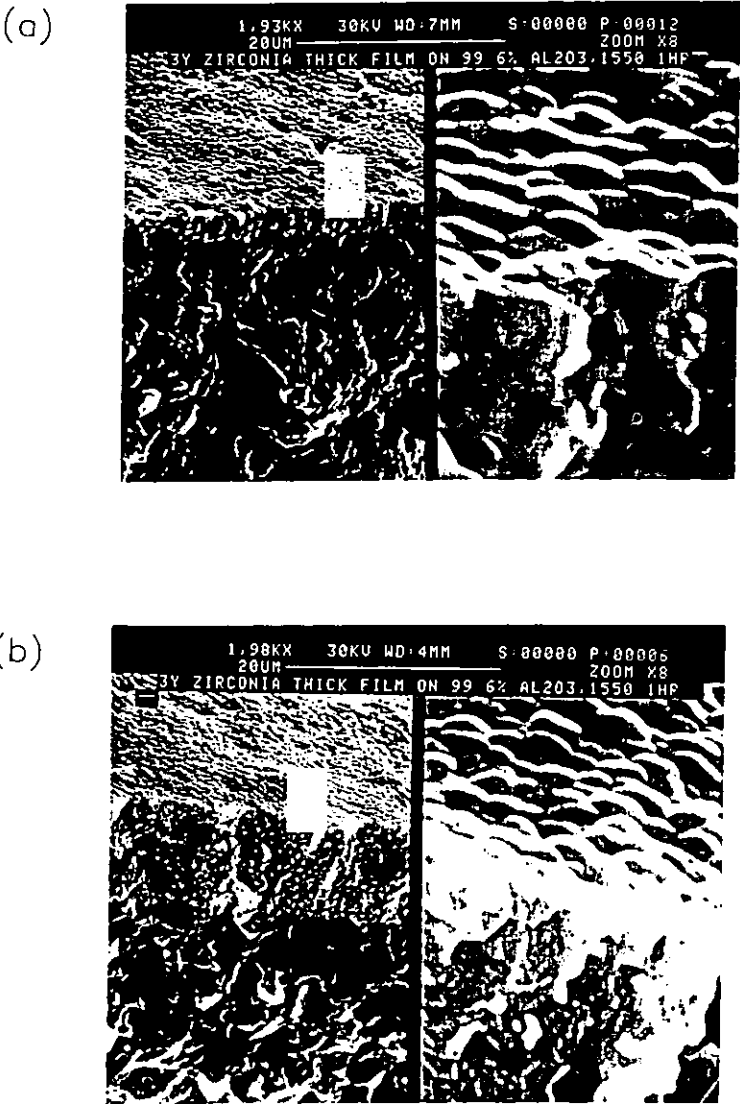 (a)
1,93KX 30KV WD:7MM S:00000 P:00012
20UM ZOOM X8
3Y ZIRCONIA THICK FILM ON 99 6% AL2O3,1550 1HR
(b)
1,98KX 30KV WD:4MM S:00000 P:00006
20UM ZOOM X8
3Y ZIRCONIA THICK FILM ON 99 6% AL2O3,1550 1HR